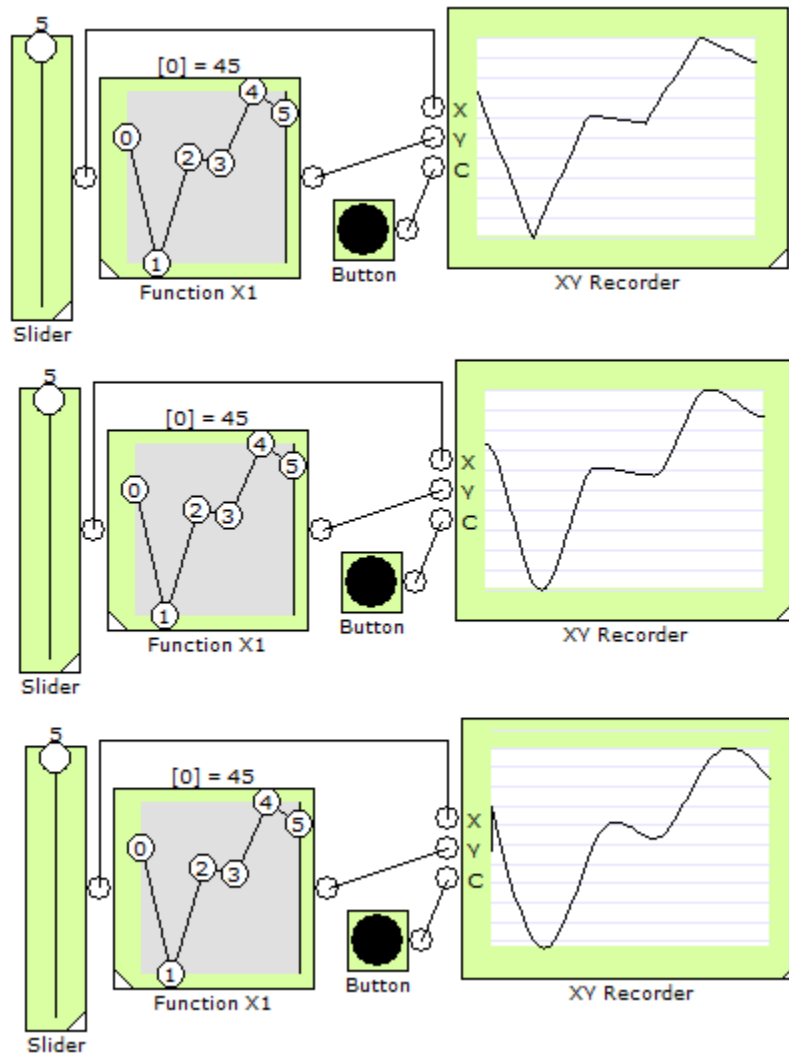 5
[0] = 45
0
1
2
3
4
5
X
Y
C
Slider
Function X1
Button
XY Recorder
5
[0] = 45
0
1
2
3
4
5
X
Y
C
Slider
Function X1
Button
XY Recorder
5
[0] = 45
0
1
2
3
4
5
X
Y
C
Slider
Function X1
Button
XY Recorder